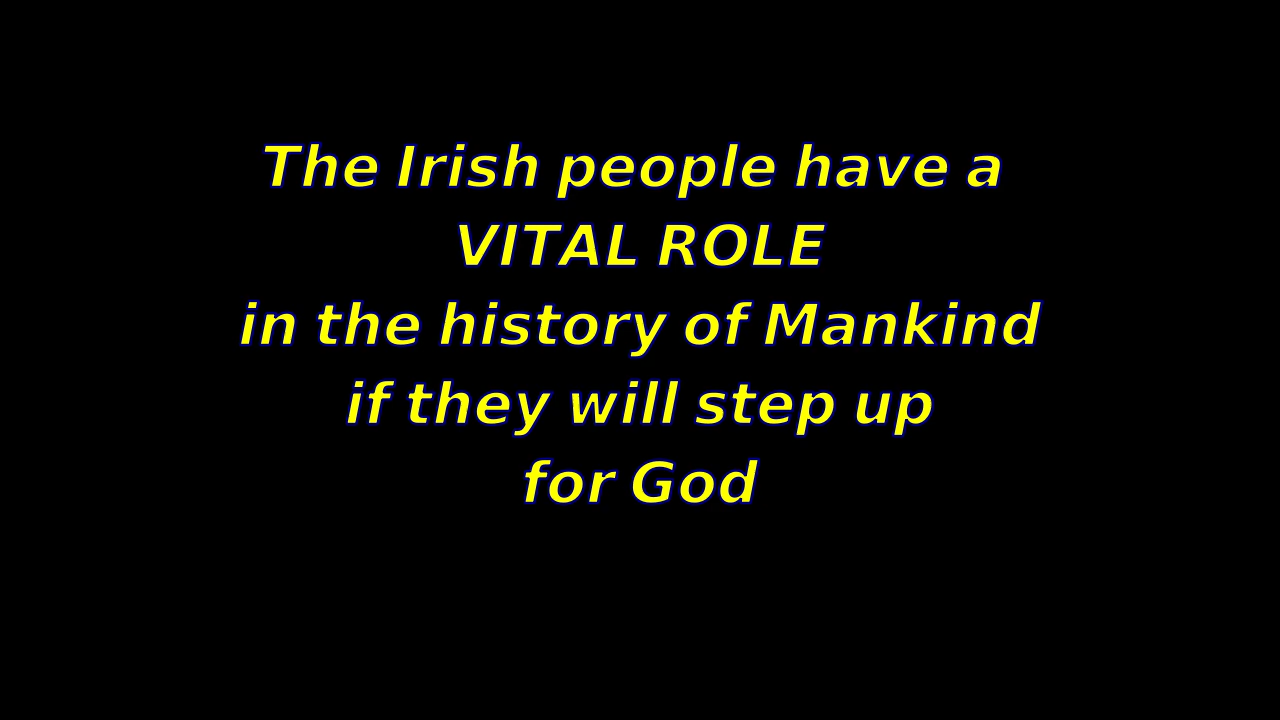 The Irish people have a
VITAL ROLE
in the history of Mankind
if they will step up
for God